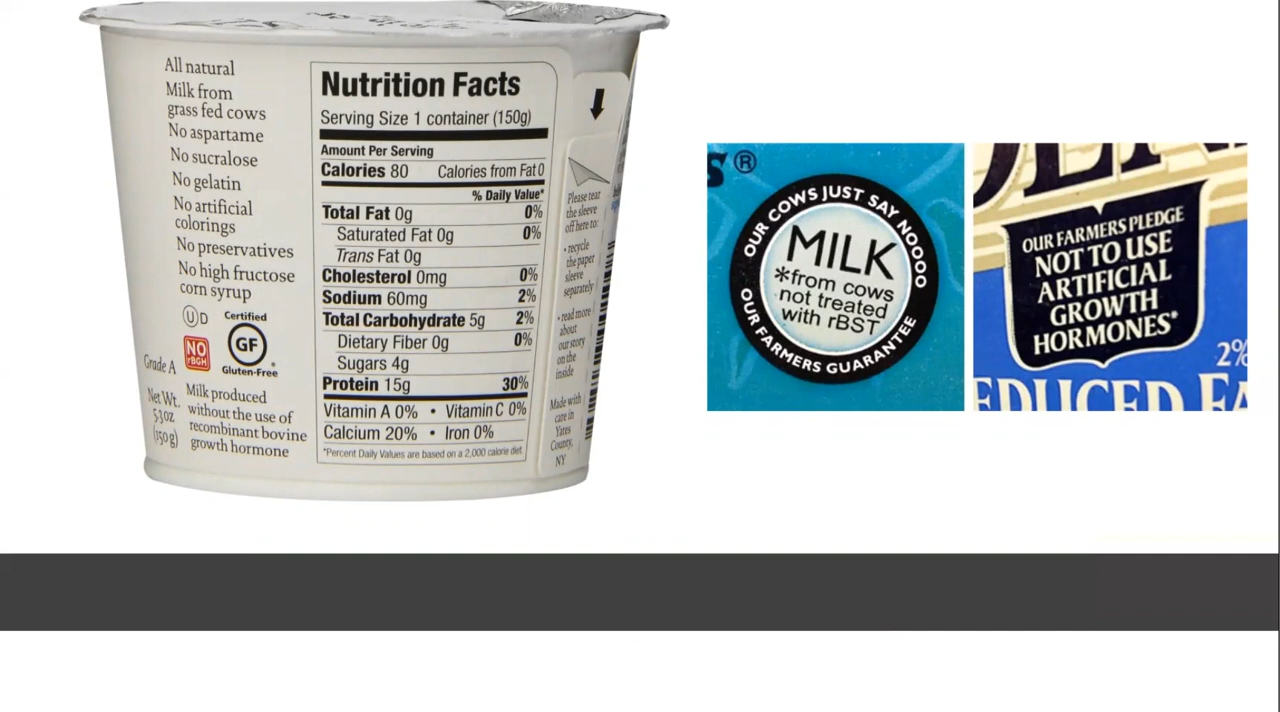 All natural
Milk from
grass fed cows
No aspartame
No sucralose
No gelatin
No artificial
colorings
No preservatives
No high fructose
corn syrup
U D
Certified
GF
Gluten-Free
NO
rBGH
Grade A
Net Wt.
5.3 oz
(150 g)
Milk produced
without the use of
recombinant bovine
growth hormone
Nutrition Facts
Serving Size 1 container (150g)
Amount Per Serving
Calories 80 Calories from Fat 0
% Daily Value*
Total Fat 0g 0%
Saturated Fat 0g 0%
Trans Fat 0g
Cholesterol 0mg 0%
Sodium 60mg 2%
Total Carbohydrate 5g 2%
Dietary Fiber 0g 0%
Sugars 4g
Protein 15g 30%
Vitamin A 0% • Vitamin C 0%
Calcium 20% • Iron 0%
*Percent Daily Values are based on a 2,000 calorie diet.
Please tear
the sleeve
off here to:
• recycle
the paper
sleeve
separately
• read more
about
our story
on the
inside
Made with
care in
Yates
County,
NY
S®
OUR COWS JUST SAY NOOOO
MILK
*from cows
not treated
with rBST
OUR FARMERS GUARANTEE
OUR FARMERS PLEDGE
NOT TO USE
ARTIFICIAL
GROWTH
HORMONES*
2%
EDUCED FA